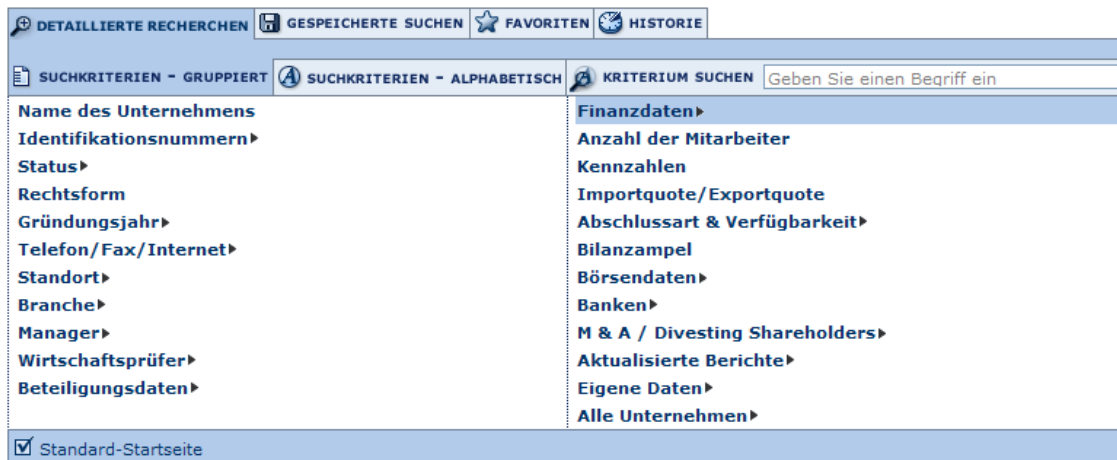 DETAILLIERTE RECHERCHEN GESPEICHERTE SUCHEN FAVORITEN HISTORIE
SUCHKRITERIEN - GRUPPIERT SUCHKRITERIEN - ALPHABETISCH KRITERIUM SUCHEN Geben Sie einen Begriff ein
Name des Unternehmens
Identifikationsnummern
Status
Rechtsform
Gründungsjahr
Telefon/Fax/Internet
Standort
Branche
Manager
Wirtschaftsprüfer
Beteiligungsdaten
Finanzdaten
Anzahl der Mitarbeiter
Kennzahlen
Importquote/Exportquote
Abschlussart & Verfügbarkeit
Bilanzampel
Börsendaten
Banken
M & A / Divesting Shareholders
Aktualisierte Berichte
Eigene Daten
Alle Unternehmen
Standard-Startseite